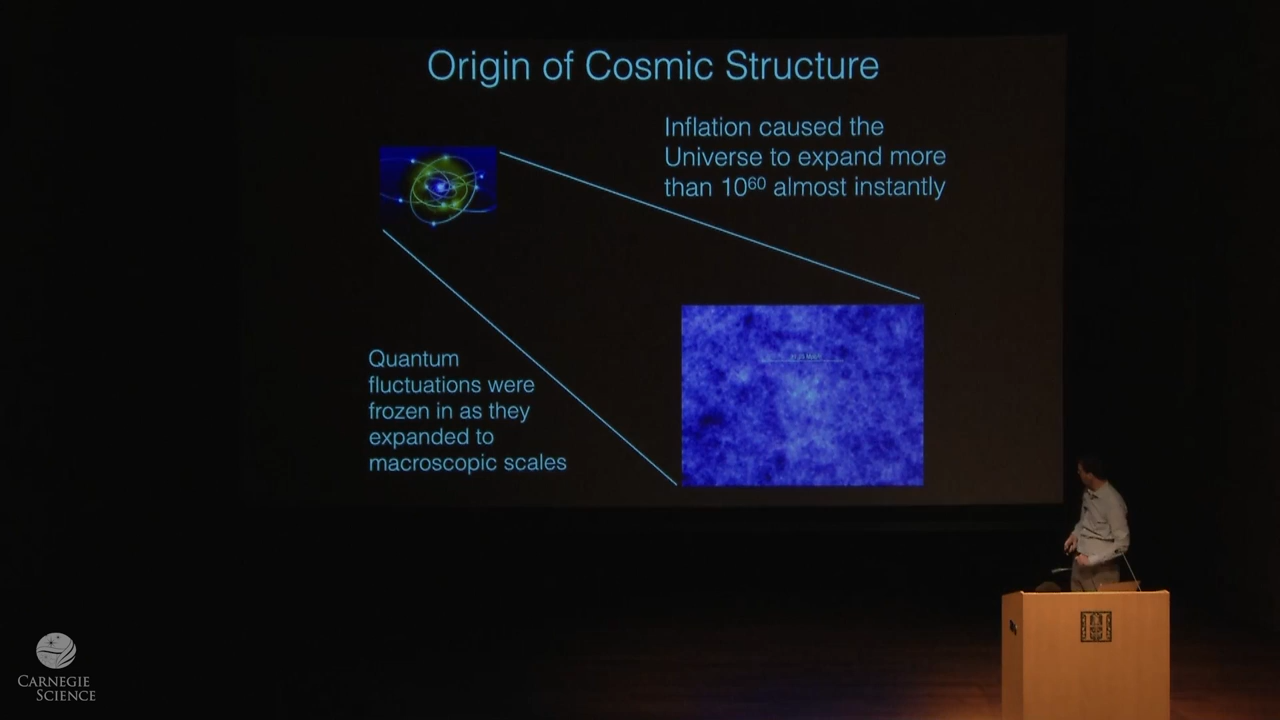 Origin of Cosmic Structure
Inflation caused the
Universe to expand more
than 10⁶⁰ almost instantly
Quantum
fluctuations were
frozen in as they
expanded to
macroscopic scales
CARNEGIE
SCIENCE